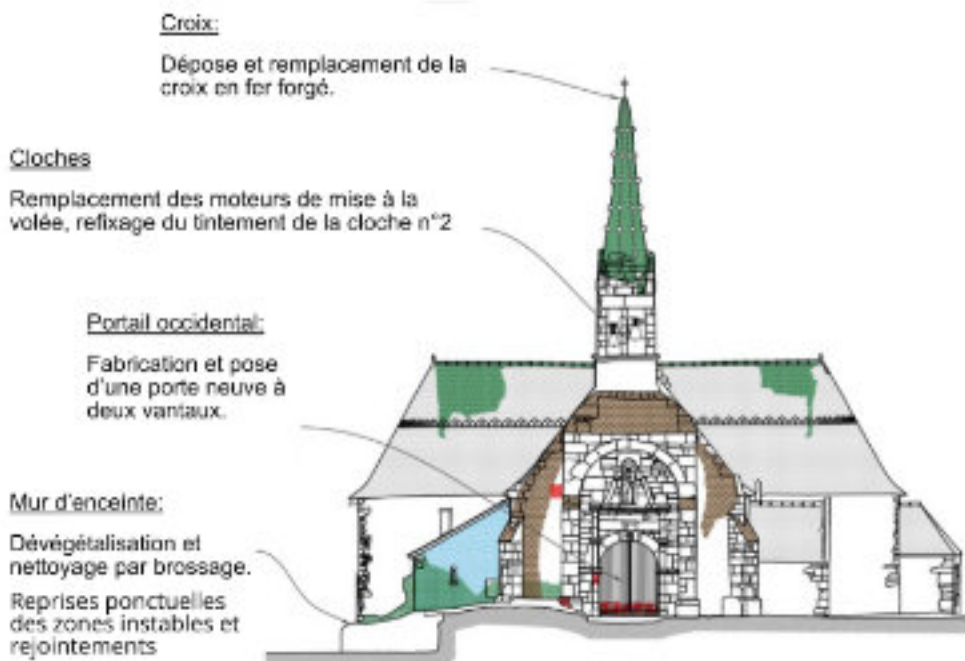 Croix:
Dépose et remplacement de la
croix en fer forgé.
Cloches
Remplacement des moteurs de mise à la
volée, refixage du tintement de la cloche n°2
Portail occidental:
Fabrication et pose
d'une porte neuve à
deux vantaux.
Mur d'enceinte:
Dévégétalisation et
nettoyage par brossage.
Reprises ponctuelles
des zones instables et
rejointements